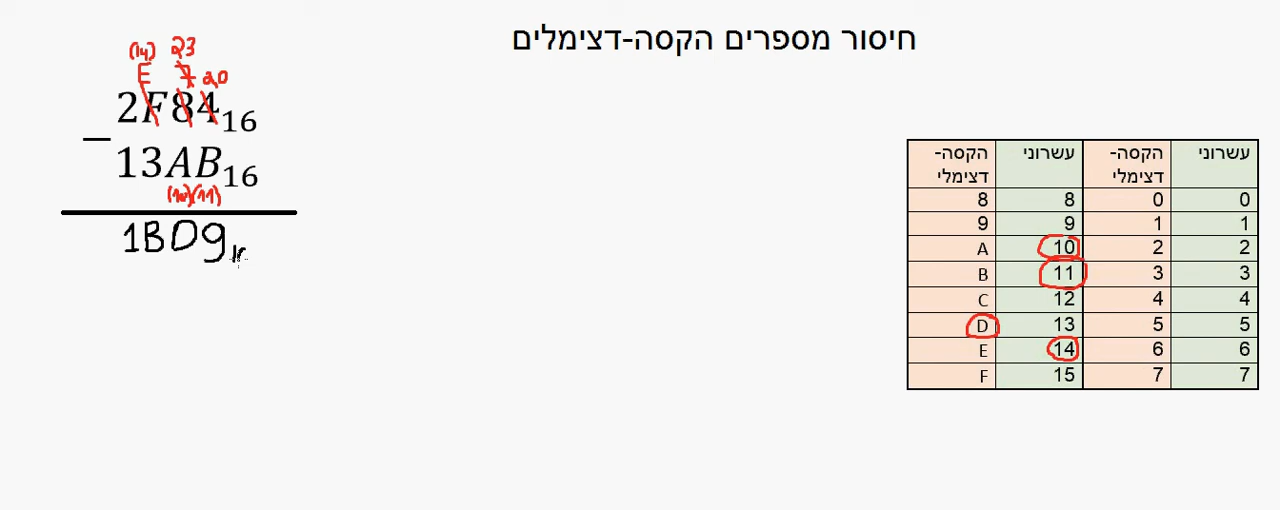 חיסור מספרים הקסה-דצימלים
(14) 23
E 7 20
2F84₁₆
−
13AB₁₆
(10)(11)
1BD9
הקסה-דצימלי עשרוני הקסה-דצימלי עשרוני
8 8 0 0
9 9 1 1
A 10 2 2
B 11 3 3
C 12 4 4
D 13 5 5
E 14 6 6
F 15 7 7